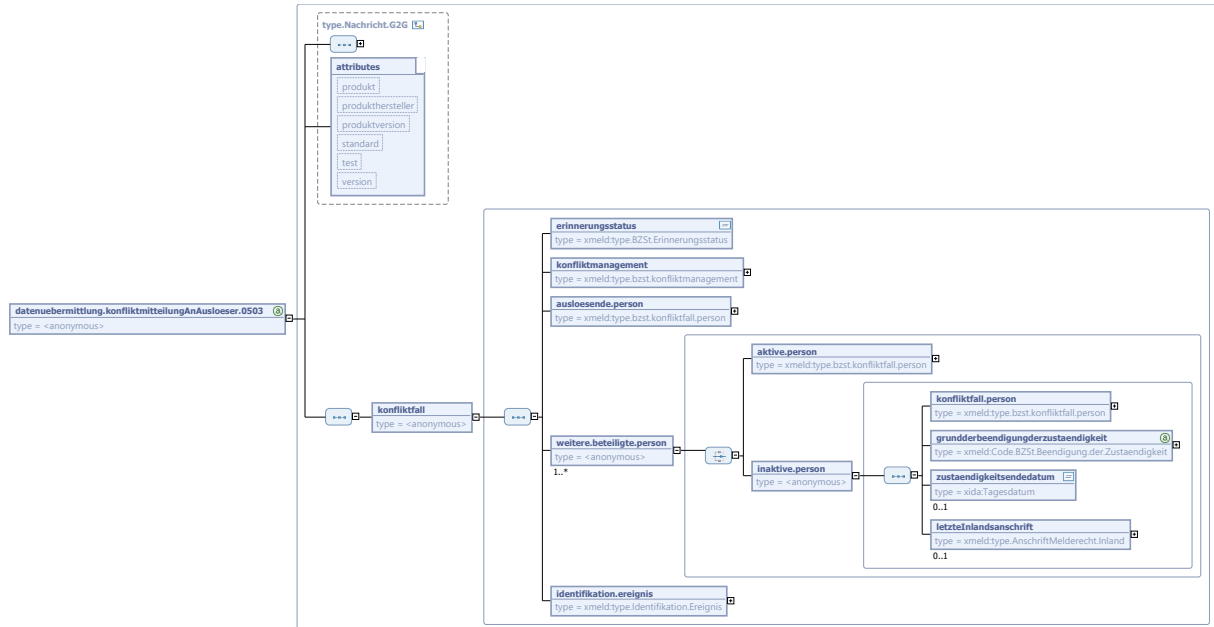 type.Nachricht.G2G
attributes
produkt
produkthersteller
produktversion
standard
test
version
datenuebermittlung.konfliktmitteilungAnAusloeser.0503
type = <anonymous>
konfliktfall
type = <anonymous>
erinnerungsstatus
type = xmeld:type.BZSt.Erinnerungsstatus
konfliktmanagement
type = xmeld:type.bzst.konfliktmanagement
ausloesende.person
type = xmeld:type.bzst.konfliktfall.person
weitere.beteiligte.person
type = <anonymous>
1..*
aktive.person
type = xmeld:type.bzst.konfliktfall.person
inaktive.person
type = <anonymous>
konfliktfall.person
type = xmeld:type.bzst.konfliktfall.person
grundderbeendigungderzustaendigkeit
type = xmeld:Code.BZSt.Beendigung.der.Zustaendigkeit
zustaendigkeitsendedatum
type = xida:Tagesdatum
0..1
letzteInlandsanschrift
type = xmeld:type.AnschriftMelderecht.Inland
0..1
identifikation.ereignis
type = xmeld:type.Identifikation.Ereignis